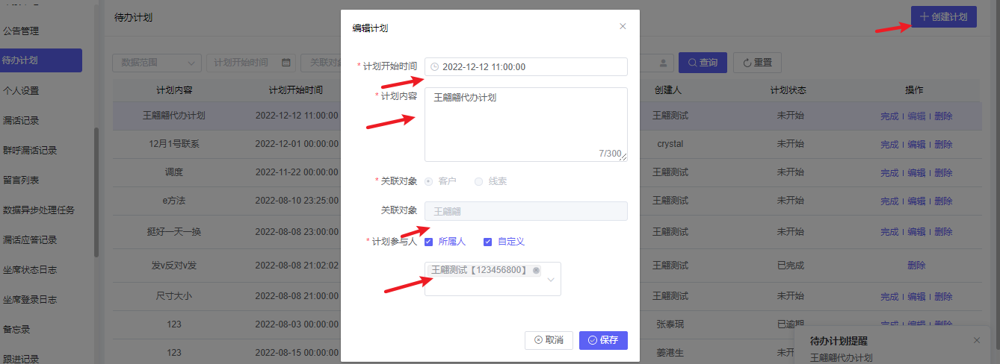 公告管理
待办计划
个人设置
漏话记录
群呼漏话记录
留言列表
数据异步处理任务
漏话应答记录
坐席状态日志
坐席登录日志
备忘录
跟进记录
待办计划
创建计划
数据范围
计划开始时间
关联对象
查询
重置
计划内容 计划开始时间 创建人 计划状态 操作
王翩翩代办计划 2022-12-12 11:00:00 王翩测试 未开始 完成 编辑 删除
12月1号联系 2022-12-01 00:00:00 crystal 未开始 完成 编辑 删除
调度 2022-11-22 00:00:00 王翩测试 未开始 完成 编辑 删除
e方法 2022-08-10 23:25:00 王翩测试 未开始 完成 编辑 删除
挺好一天一换 2022-08-08 23:00:00 王翩测试 未开始 完成 编辑 删除
发v反对v发 2022-08-08 21:02:02 王翩测试 已完成 删除
尺寸大小 2022-08-08 21:00:00 王翩测试 未开始 完成 编辑 删除
123 2022-08-03 00:00:00 张泰珉 已逾期 完成 编辑 删除
123 2022-08-15 00:00:00 姜港生 未开
编辑计划
* 计划开始时间 2022-12-12 11:00:00
* 计划内容 王翩翩代办计划
7/300
* 关联对象 客户 线索
关联对象 王翩翩
* 计划参与人 所属人 自定义
王翩测试【123456800】
取消 保存
待办计划提醒
王翩翩代办计划